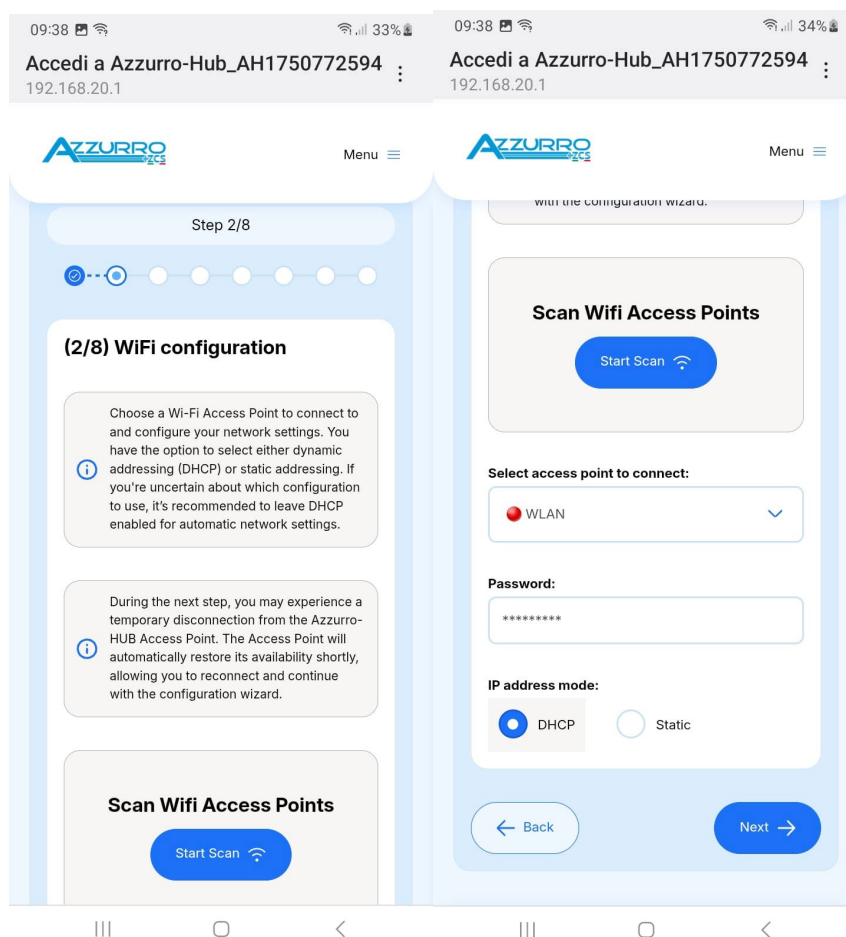 09:38 33%
Accedi a Azzurro-Hub_AH1750772594
192.168.20.1
AZZURRO
ZCS
Menu
Step 2/8
(2/8) WiFi configuration
Choose a Wi-Fi Access Point to connect to
and configure your network settings. You
have the option to select either dynamic
addressing (DHCP) or static addressing. If
you're uncertain about which configuration
to use, it's recommended to leave DHCP
enabled for automatic network settings.
During the next step, you may experience a
temporary disconnection from the Azzurro-
HUB Access Point. The Access Point will
automatically restore its availability shortly,
allowing you to reconnect and continue
with the configuration wizard.
Scan Wifi Access Points
Start Scan
09:38 34%
Accedi a Azzurro-Hub_AH1750772594
192.168.20.1
AZZURRO
ZCS
Menu
with the configuration wizard.
Scan Wifi Access Points
Start Scan
Select access point to connect:
WLAN
Password:
*********
IP address mode:
DHCP Static
Back Next